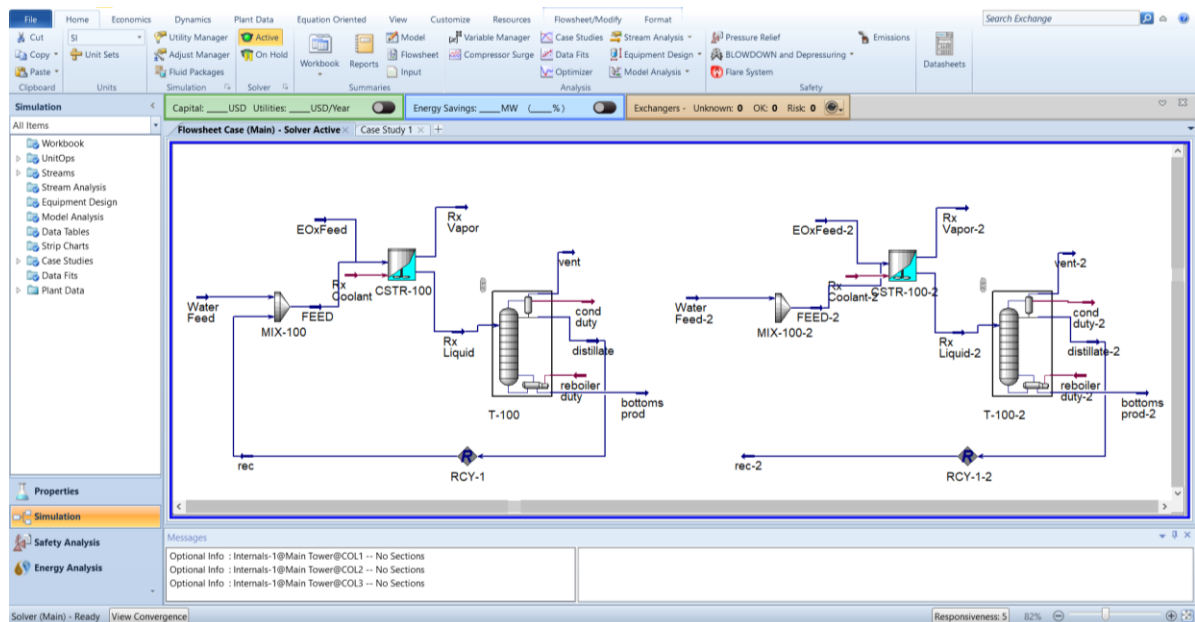 File Home Economics Dynamics Plant Data Equation Oriented View Customize Resources Flowsheet/Modify Format Search Exchange
Cut SI Utility Manager Active Model Variable Manager Case Studies Stream Analysis Pressure Relief Emissions
Copy Unit Sets Adjust Manager On Hold Workbook Reports Flowsheet Compressor Surge Data Fits Equipment Design BLOWDOWN and Depressuring Datasheets
Paste Fluid Packages Input Optimizer Model Analysis Flare System
Clipboard Units Simulation Solver Summaries Analysis Safety
Simulation
Capital: ____USD Utilities: ____USD/Year Energy Savings: ____MW (____%) Exchangers - Unknown: 0 OK: 0 Risk: 0
All Items
Flowsheet Case (Main) - Solver Active Case Study 1 +
Workbook
UnitOps
Streams
Stream Analysis
Equipment Design
Model Analysis
Data Tables
Strip Charts
Case Studies
Data Fits
Plant Data
EOxFeed
Rx
Vapor
Rx
Coolant
CSTR-100
vent
Water
Feed
MIX-100
FEED
Rx
Liquid
cond
duty
distillate
reboiler
duty
bottoms
prod
T-100
rec
RCY-1
EOxFeed-2
Rx
Vapor-2
Rx
Coolant-2
CSTR-100-2
vent-2
Water
Feed-2
MIX-100-2
FEED-2
Rx
Liquid-2
cond
duty-2
distillate-2
reboiler
duty-2
bottoms
prod-2
T-100-2
rec-2
RCY-1-2
Properties
Simulation
Safety Analysis
Energy Analysis
Messages
Optional Info : Internals-1@Main Tower@COL1 -- No Sections
Optional Info : Internals-1@Main Tower@COL2 -- No Sections
Optional Info : Internals-1@Main Tower@COL3 -- No Sections
Solver (Main) - Ready View Convergence Responsiveness: 5 82%